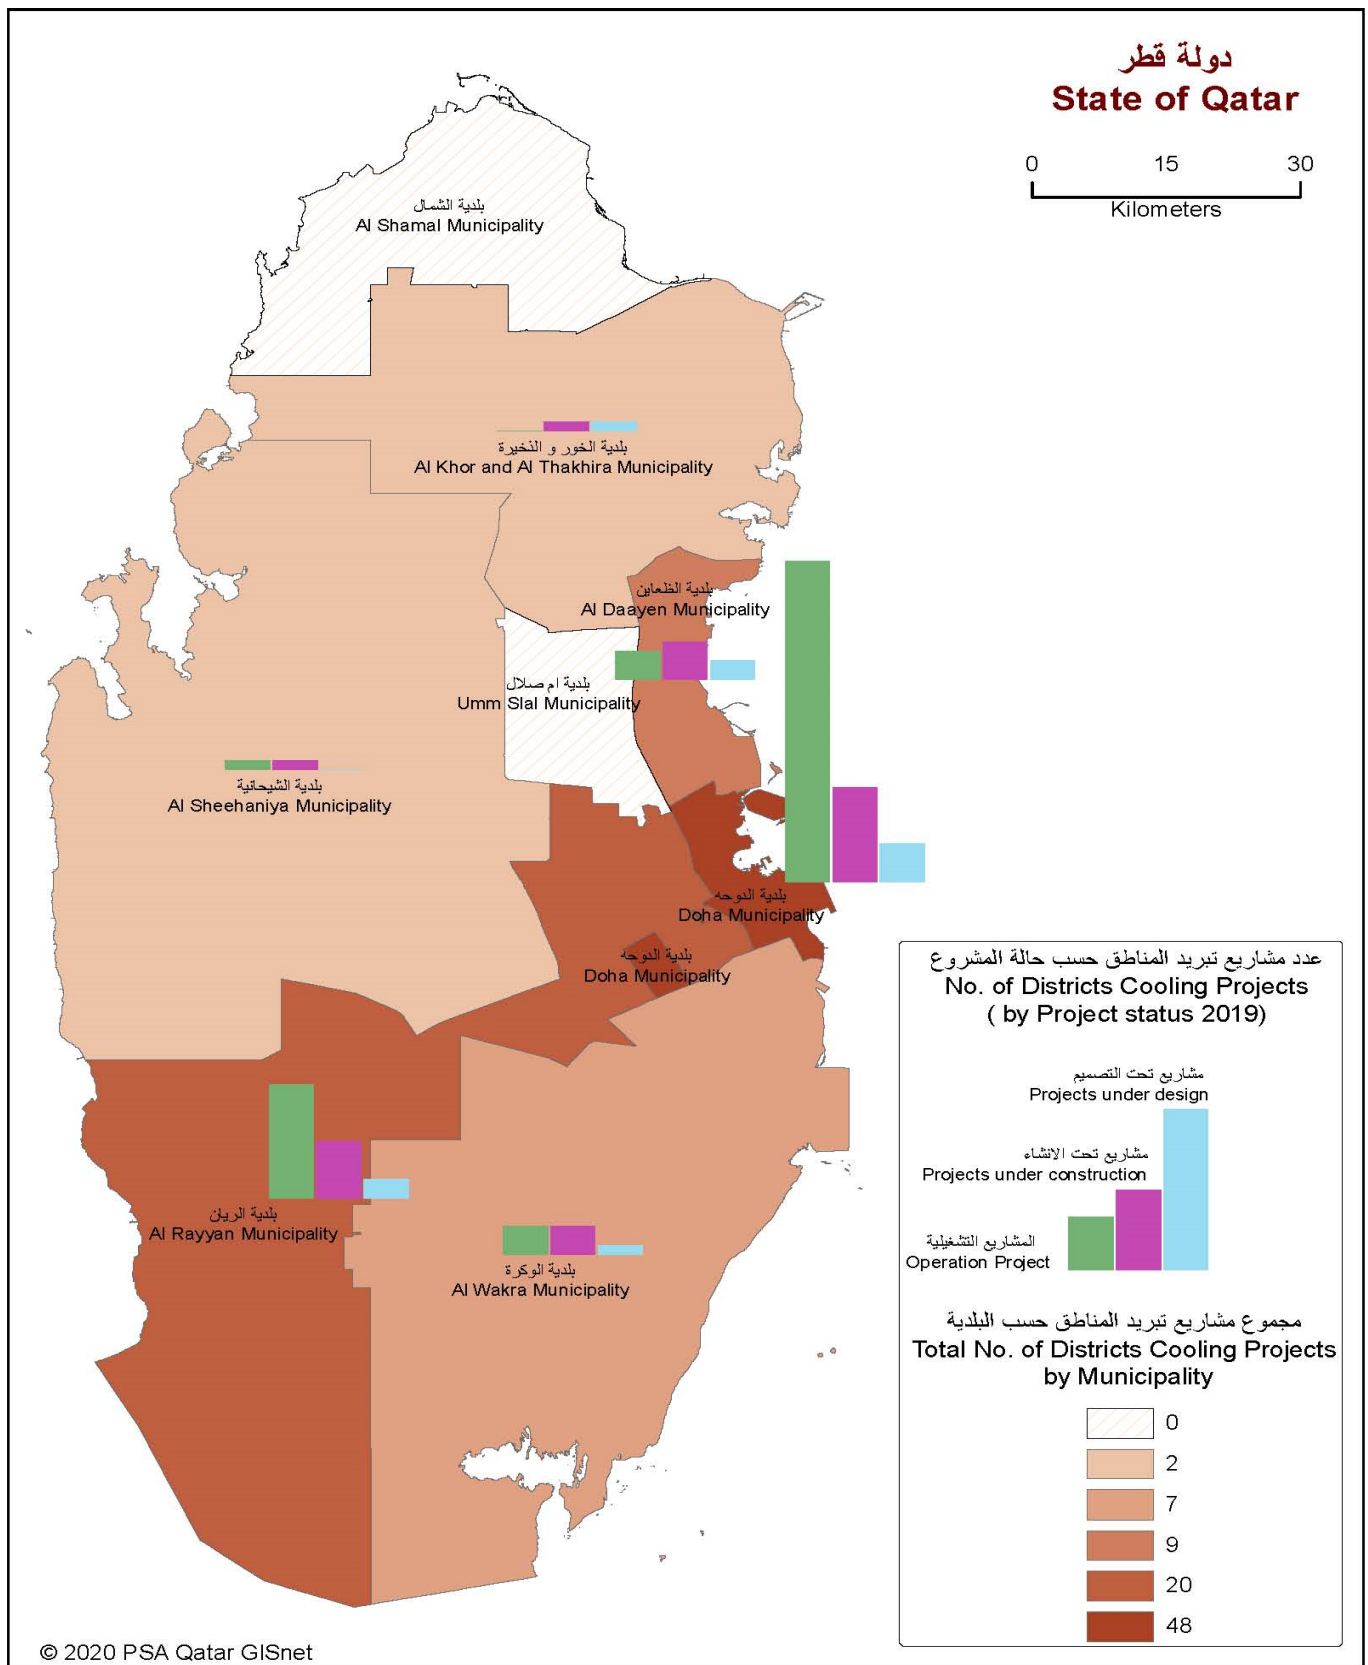 دولة قطر
State of Qatar
0 15 30
Kilometers
بلدية الشمال
Al Shamal Municipality
بلدية الخور و الذخيرة
Al Khor and Al Thakhira Municipality
بلدية الظعاين
Al Daayen Municipality
بلدية ام صلال
Umm Slal Municipality
بلدية الشيحانية
Al Sheehaniya Municipality
بلدية الدوحه
Doha Municipality
بلدية الدوحه
Doha Municipality
بلدية الريان
Al Rayyan Municipality
بلدية الوكرة
Al Wakra Municipality
عدد مشاريع تبريد المناطق حسب حالة المشروع
No. of Districts Cooling Projects
( by Project status 2019)
مشاريع تحت التصميم
Projects under design
مشاريع تحت الانشاء
Projects under construction
المشاريع التشغيلية
Operation Project
مجموع مشاريع تبريد المناطق حسب البلدية
Total No. of Districts Cooling Projects
by Municipality
0
2
7
9
20
48
© 2020 PSA Qatar GISnet